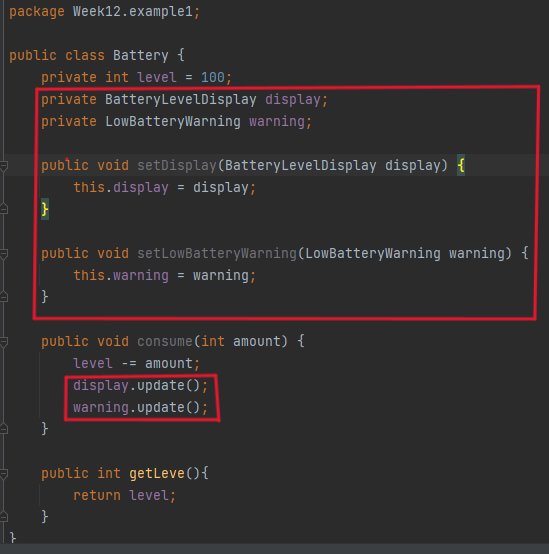 package Week12.example1;
public class Battery {
private int level = 100;
private BatteryLevelDisplay display;
private LowBatteryWarning warning;
public void setDisplay(BatteryLevelDisplay display) {
this.display = display;
}
public void setLowBatteryWarning(LowBatteryWarning warning) {
this.warning = warning;
}
public void consume(int amount) {
level -= amount;
display.update();
warning.update();
}
public int getLeve(){
return level;
}
}